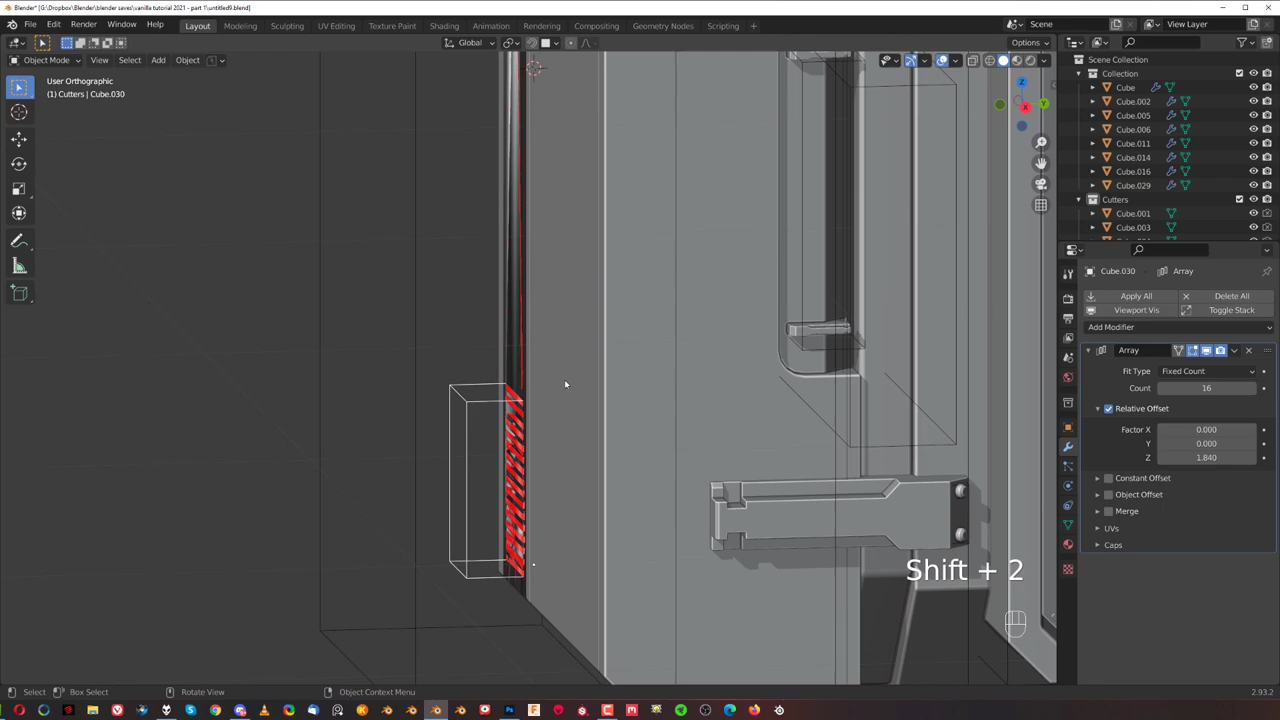 Blender* [G:\Dropbox\Blender\blender saves\vanilla tutorial 2021 - part 1\untitled9.blend]
File Edit Render Window Help
Layout Modeling Sculpting UV Editing Texture Paint Shading Animation Rendering Compositing Geometry Nodes Scripting +
Scene
View Layer
Global
Options
Object Mode View Select Add Object
User Orthographic
(1) Cutters | Cube.030
Z
Y
X
Shift + 2
Scene Collection
Collection
Cube
Cube.002
Cube.005
Cube.006
Cube.011
Cube.014
Cube.016
Cube.029
Cutters
Cube.001
Cube.003
Cube.030 Array
Apply All Delete All
Viewport Vis Toggle Stack
Add Modifier
Array
Fit Type Fixed Count
Count 16
Relative Offset
Factor X 0.000
Y 0.000
Z 1.840
Constant Offset
Object Offset
Merge
UVs
Caps
Select Box Select Rotate View Object Context Menu 2.93.2